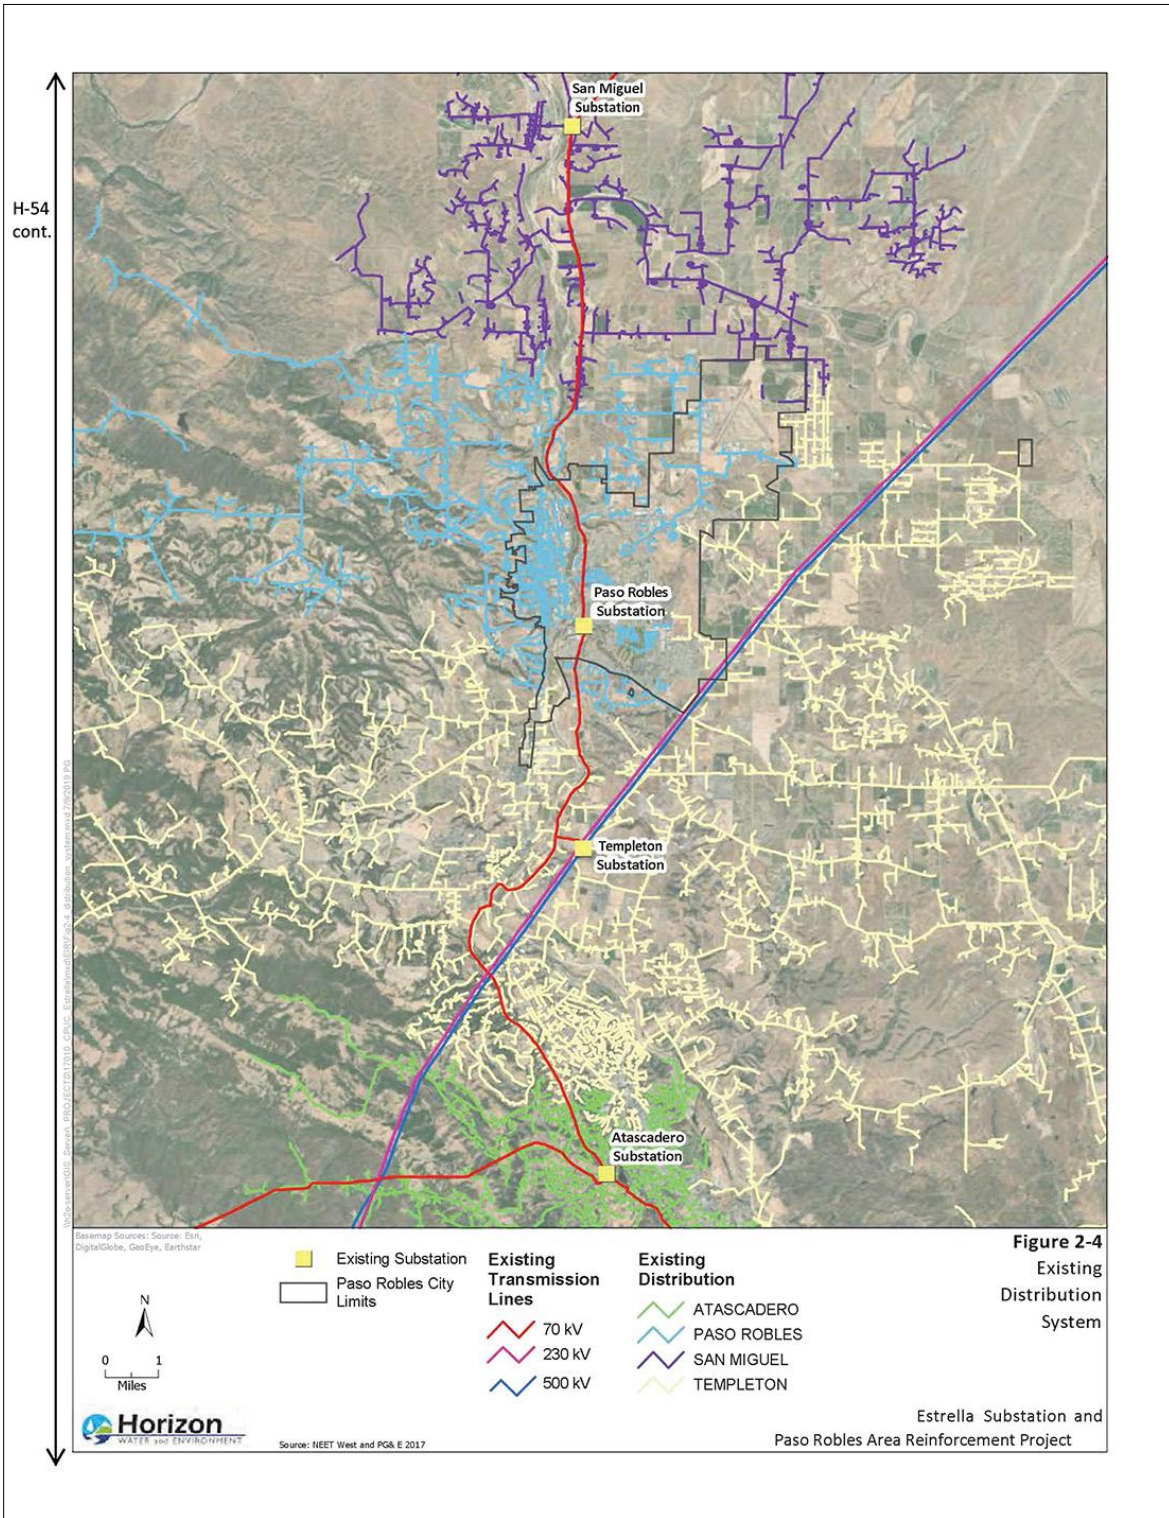 H-54
cont.
San Miguel
Substation
Paso Robles
Substation
Templeton
Substation
Atascadero
Substation
Basemap Sources: Source: Esri,
DigitalGlobe, GeoEye, Earthstar
Existing Substation
Paso Robles City
Limits
Existing
Transmission
Lines
70 kV
230 kV
500 kV
Existing
Distribution
ATASCADERO
PASO ROBLES
SAN MIGUEL
TEMPLETON
Figure 2-4
Existing
Distribution
System
N
0 1
Miles
Horizon
WATER and ENVIRONMENT
Source: NEET West and PG& E 2017
Estrella Substation and
Paso Robles Area Reinforcement Project